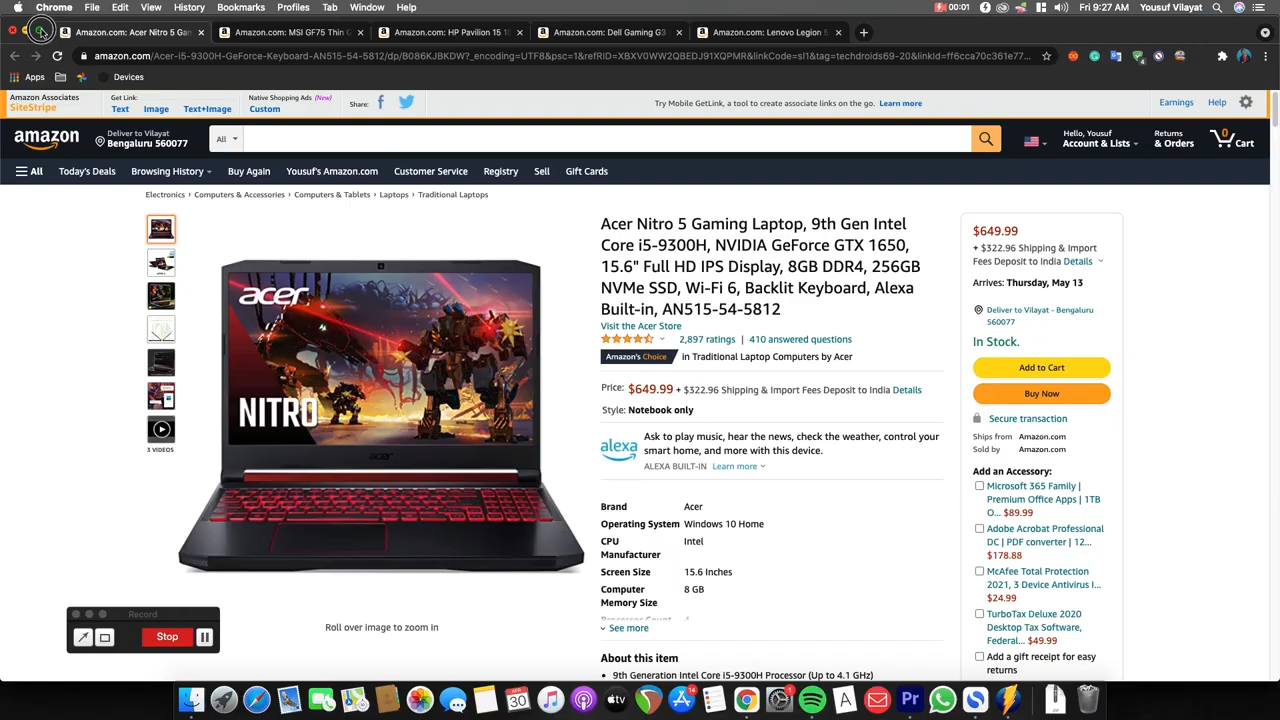 Chrome File Edit View History Bookmarks Profiles Tab Window Help
00:01 Fri 9:27 AM Yousuf Vilayat
Amazon.com: Acer Nitro 5 Gam
Amazon.com: MSI GF75 Thin G
Amazon.com: HP Pavilion 15 1
Amazon.com: Dell Gaming G3
Amazon.com: Lenovo Legion 5
Apps Devices
Amazon Associates
SiteStripe
Get Link:
Text Image Text+Image
Native Shopping Ads (New)
Custom
Share:
Try Mobile GetLink, a tool to create associate links on the go. Learn more
Earnings Help
amazon
Deliver to Vilayat
Bengaluru 560077
All
Hello, Yousuf
Account & Lists
Returns
& Orders
0
Cart
All Today's Deals Browsing History Buy Again Yousuf's Amazon.com Customer Service Registry Sell Gift Cards
Electronics › Computers & Accessories › Computers & Tablets › Laptops › Traditional Laptops
acer
NITRO
acer
3 VIDEOS
Roll over image to zoom in
Acer Nitro 5 Gaming Laptop, 9th Gen Intel
Core i5-9300H, NVIDIA GeForce GTX 1650,
15.6" Full HD IPS Display, 8GB DDR4, 256GB
NVMe SSD, Wi-Fi 6, Backlit Keyboard, Alexa
Built-in, AN515-54-5812
Visit the Acer Store
2,897 ratings | 410 answered questions
Amazon's Choice in Traditional Laptop Computers by Acer
Price: $649.99 + $322.96 Shipping & Import Fees Deposit to India Details
Style: Notebook only
alexa
Ask to play music, hear the news, check the weather, control your
smart home, and more with this device.
ALEXA BUILT-IN Learn more
Brand Acer
Operating System Windows 10 Home
CPU Intel
Manufacturer
Screen Size 15.6 Inches
Computer 8 GB
Memory Size
See more
About this item
• 9th Generation Intel Core i5-9300H Processor (Up to 4.1 GHz)
$649.99
+ $322.96 Shipping & Import
Fees Deposit to India Details
Arrives: Thursday, May 13
Deliver to Vilayat - Bengaluru
560077
In Stock.
Add to Cart
Buy Now
Secure transaction
Ships from Amazon.com
Sold by Amazon.com
Add an Accessory:
Microsoft 365 Family |
Premium Office Apps | 1TB
O... $89.99
Adobe Acrobat Professional
DC | PDF converter | 12...
$178.88
McAfee Total Protection
2021, 3 Device Antivirus I...
$24.99
TurboTax Deluxe 2020
Desktop Tax Software,
Federal... $49.99
Add a gift receipt for easy
returns
Record
Stop
APR
30
tv
14
1
A
Pr